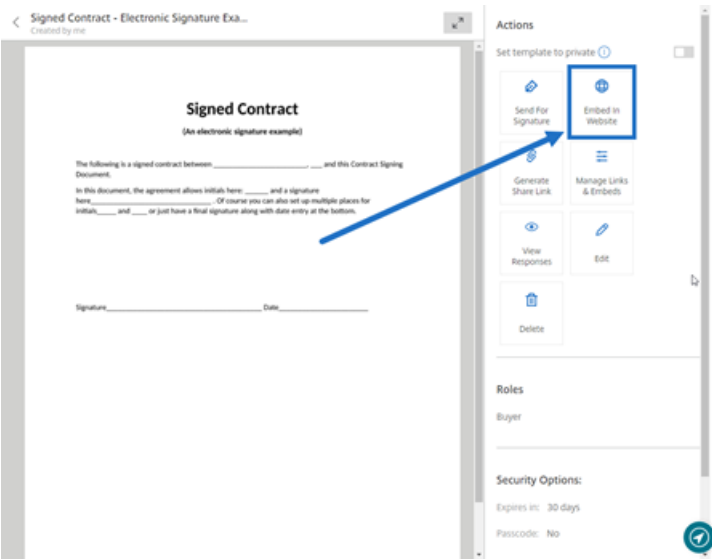 Signed Contract - Electronic Signature Exa...
Created by me
Signed Contract
(An electronic signature example)
The following is a signed contract between ___________________________, ___ and this Contract Signing
Document.
In this document, the agreement allows initials here: ______ and a signature
here______________________________ . Of course you can also set up multiple places for
initials_____ and ____ or just have a final signature along with date entry at the bottom.
Signature____________________________________________ Date_________________________
Actions
Set template to private
Send For
Signature
Embed In
Website
Generate
Share Link
Manage Links
& Embeds
View
Responses
Edit
Delete
Roles
Buyer
Security Options:
Expires in: 30 days
Passcode: No